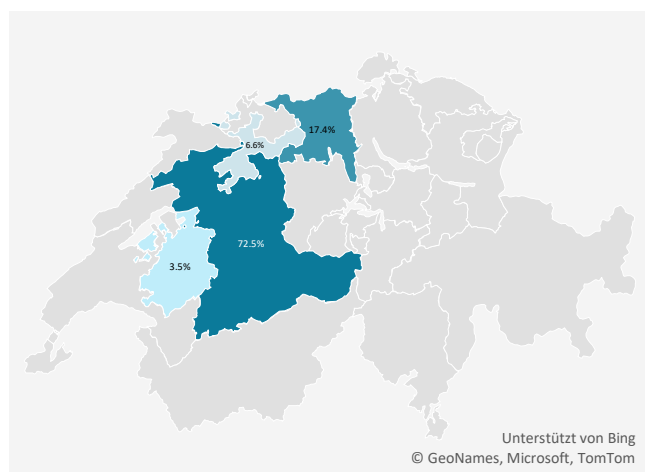 17.4%
6.6%
72.5%
3.5%
Unterstützt von Bing
© GeoNames, Microsoft, TomTom